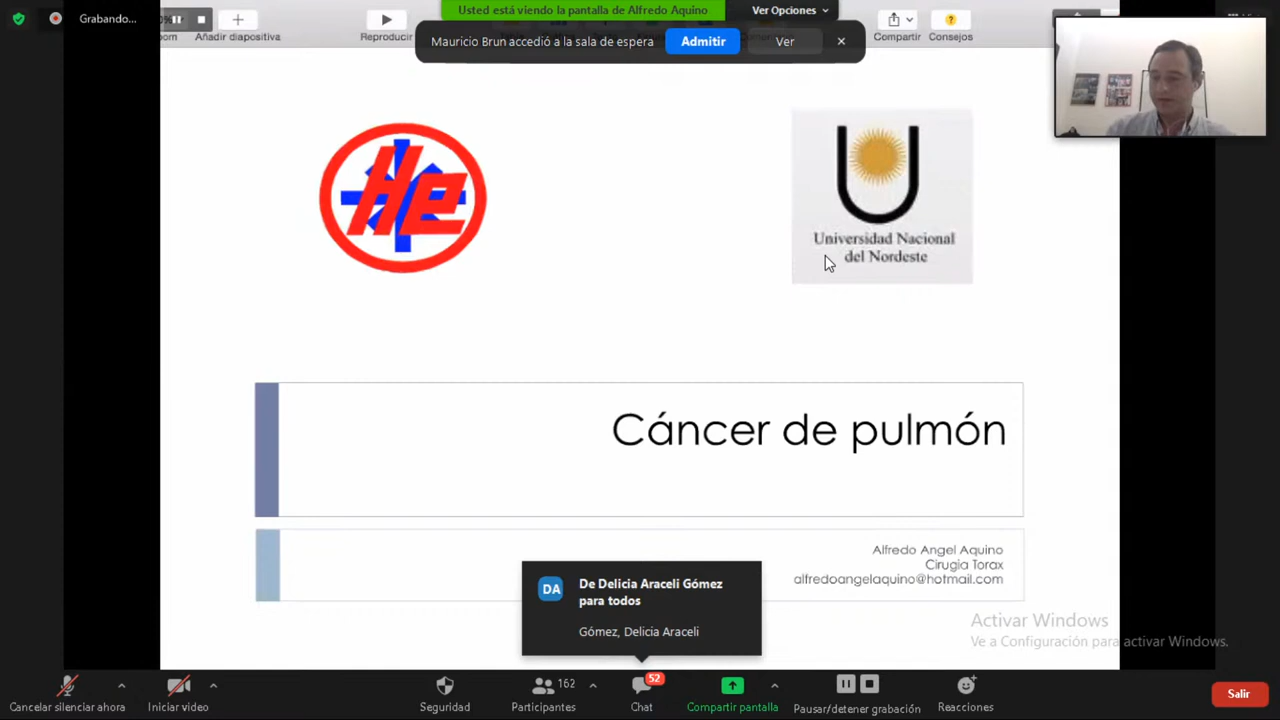 Usted está viendo la pantalla de Alfredo Aquino
Ver Opciones
Grabando...
Añadir diapositiva
Reproducir
Compartir
Consejos
Mauricio Brun accedió a la sala de espera
Admitir
Ver
He
U
Universidad Nacional
del Nordeste
Cáncer de pulmón
Alfredo Angel Aquino
Cirugia Torax
alfredoangelaquino@hotmail.com
DA
De Delicia Araceli Gómez
para todos
Gómez, Delicia Araceli
Activar Windows
Ve a Configuración para activar Windows.
Cancelar silenciar ahora
Iniciar video
Seguridad
162
Participantes
52
Chat
Compartir pantalla
Pausar/detener grabación
Reacciones
Salir